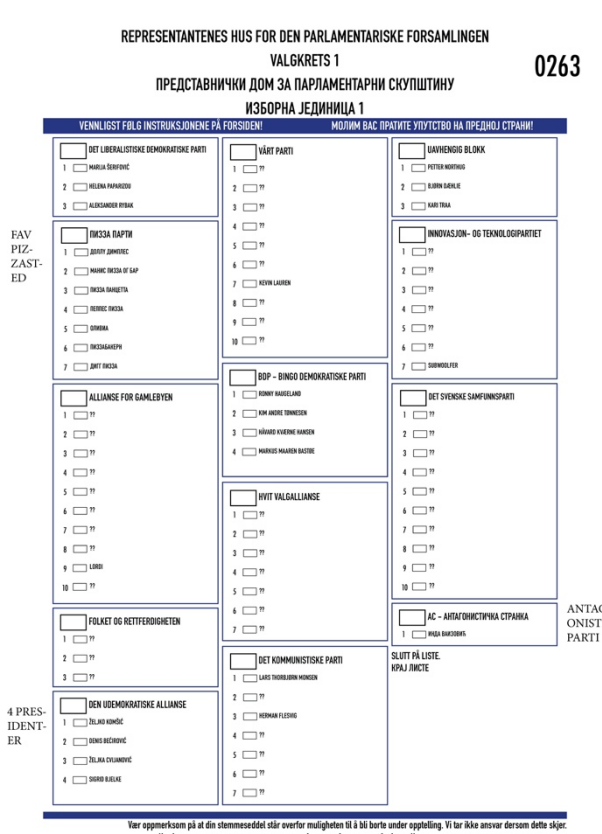 REPRESENTANTENES HUS FOR DEN PARLAMENTARISKE FORSAMLINGEN
VALGKRETS 1
0263
ПРЕДСТАВНИЧКИ ДОМ ЗА ПАРЛАМЕНТАРНИ СКУПШТИНУ
ИЗБОРНА ЈЕДИНИЦА 1
VENNLIGST FØLG INSTRUKSJONENE PÅ FORSIDEN! МОЛИМ ВАС ПРАТИТЕ УПУТСТВО НА ПРЕДНОЈ СТРАНИ!
DET LIBERALISTISKE DEMOKRATISKE PARTI
1 MARIJA ŠERIFOVIĆ
2 HELENA PAPARIZOU
3 ALEKSANDER RYBAK
FAV
PIZ-
ZAST-
ED
ПИЗЗА ПАРТИ
1 ДОЛЛУ ДИМПЛЕС
2 МАНИС ПИЗЗА ОГ БАР
3 ПИЗЗА ПАНЦЕТТА
4 ПЕППЕС ПИЗЗА
5 ОЛИВИА
6 ПИЗЗАБАКЕРН
7 ДИГГ ПИЗЗА
ALLIANSE FOR GAMLEBYEN
1 ??
2 ??
3 ??
4 ??
5 ??
6 ??
7 ??
8 ??
9 LORDI
10 ??
FOLKET OG RETTFERDIGHETEN
1 ??
2 ??
3 ??
4 PRES-
IDENT-
ER
DEN UDEMOKRATISKE ALLIANSE
1 ŽELJKO KOMŠIĆ
2 DENIS BEĆIROVIĆ
3 ŽELJKA CVIJANOVIĆ
4 SIGRID BJELKE
VÅRT PARTI
1 ??
2 ??
3 ??
4 ??
5 ??
6 ??
7 KEVIN LAUREN
8 ??
9 ??
10 ??
BDP – BINGO DEMOKRATISKE PARTI
1 RONNY HAUGELAND
2 KIM ANDRE TØNNESEN
3 HÅVARD KVÆRNE HANSEN
4 MARKUS MAAREN BASTØE
HVIT VALGALLIANSE
1 ??
2 ??
3 ??
4 ??
5 ??
6 ??
7 ??
DET KOMMUNISTISKE PARTI
1 LARS THORBJØRN MONSEN
2 ??
3 HERMAN FLESVIG
4 ??
5 ??
6 ??
7 ??
UAVHENGIG BLOKK
1 PETTER NORTHUG
2 BJØRN DÆHLIE
3 KARI TRAA
INNOVASJON- OG TEKNOLOGIPARTIET
1 ??
2 ??
3 ??
4 ??
5 ??
6 ??
7 SUBWOOLFER
DET SVENSKE SAMFUNNSPARTI
1 ??
2 ??
3 ??
4 ??
5 ??
6 ??
7 ??
8 ??
9 ??
10 ??
АС – АНТАГОНИСТИЧКА СТРАНКА
1 ИНДА ВАИЗОВИЋ
ANTAG
ONIST
PARTI
SLUTT PÅ LISTE.
КРАЈ ЛИСТЕ
Vær oppmerksom på at din stemmeseddel står overfor muligheten til å bli borte under opptelling. Vi tar ikke ansvar dersom dette skjer.